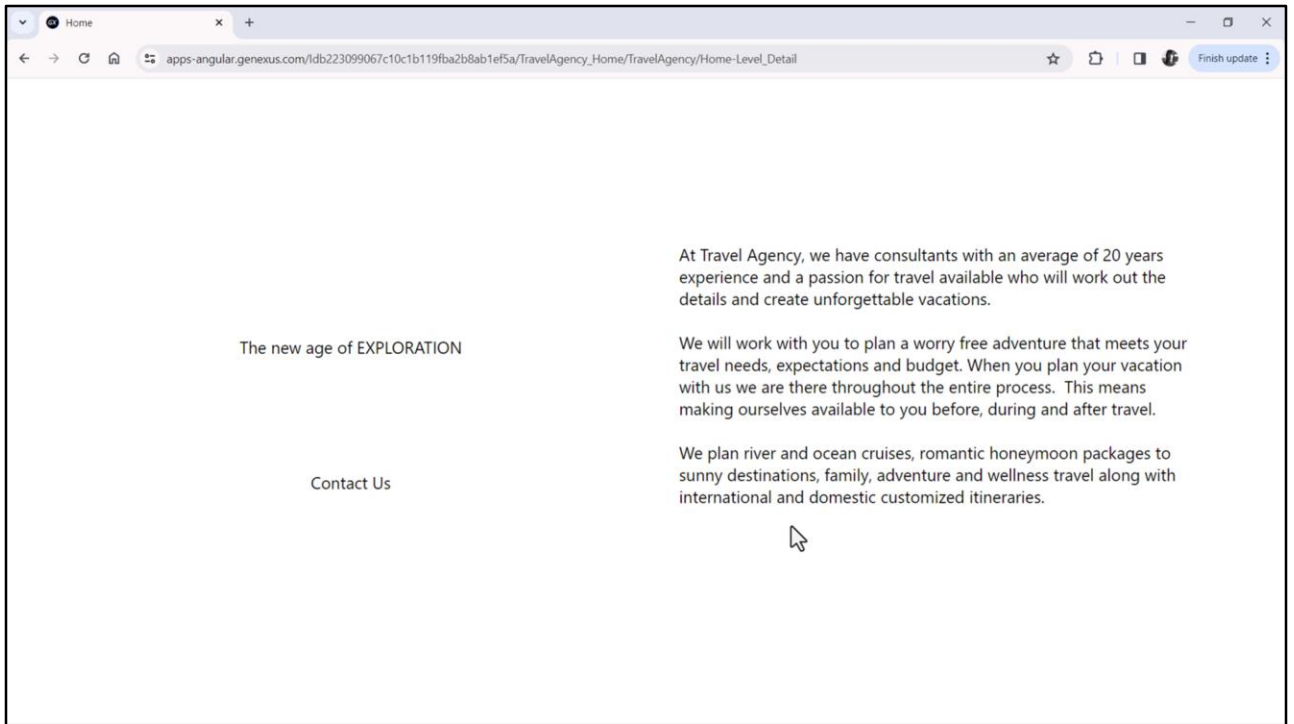 Home
apps-angular.genexus.com/Idb223099067c10c1b119fba2b8ab1ef5a/TravelAgency_Home/TravelAgency/Home-Level_Detail
Finish update
The new age of EXPLORATION
Contact Us
At Travel Agency, we have consultants with an average of 20 years
experience and a passion for travel available who will work out the
details and create unforgettable vacations.
We will work with you to plan a worry free adventure that meets your
travel needs, expectations and budget. When you plan your vacation
with us we are there throughout the entire process.  This means
making ourselves available to you before, during and after travel.
We plan river and ocean cruises, romantic honeymoon packages to
sunny destinations, family, adventure and wellness travel along with
international and domestic customized itineraries.